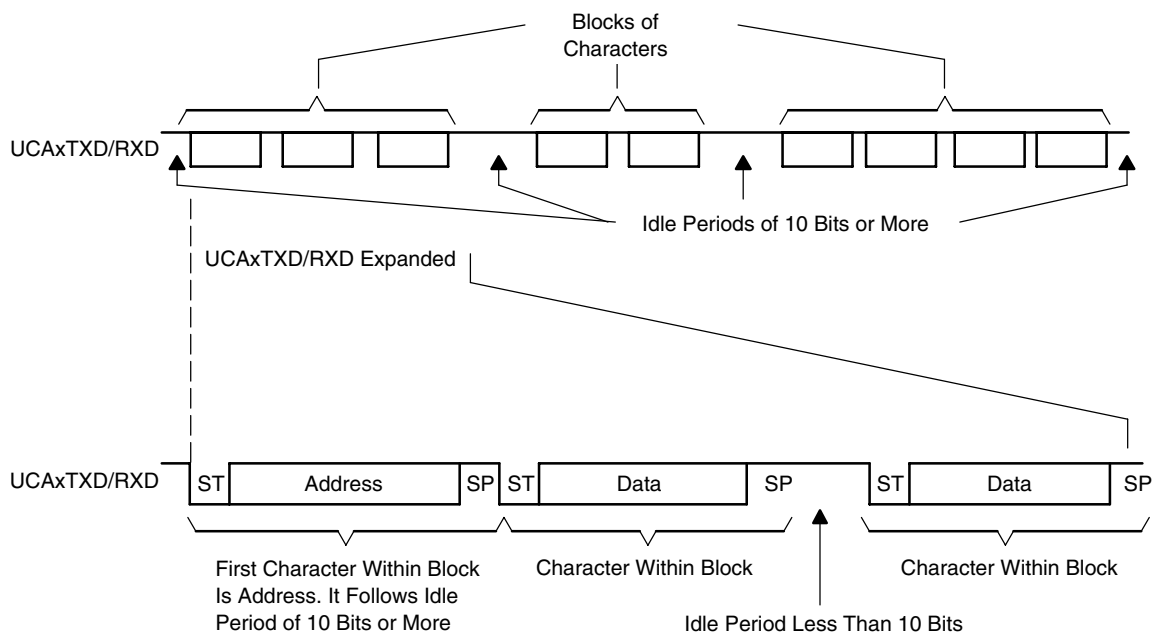 Blocks of
Characters
UCAxTXD/RXD
Idle Periods of 10 Bits or More
UCAxTXD/RXD Expanded
UCAxTXD/RXD
ST
Address
SP
ST
Data
SP
ST
Data
SP
First Character Within Block
Is Address. It Follows Idle
Period of 10 Bits or More
Character Within Block
Character Within Block
Idle Period Less Than 10 Bits